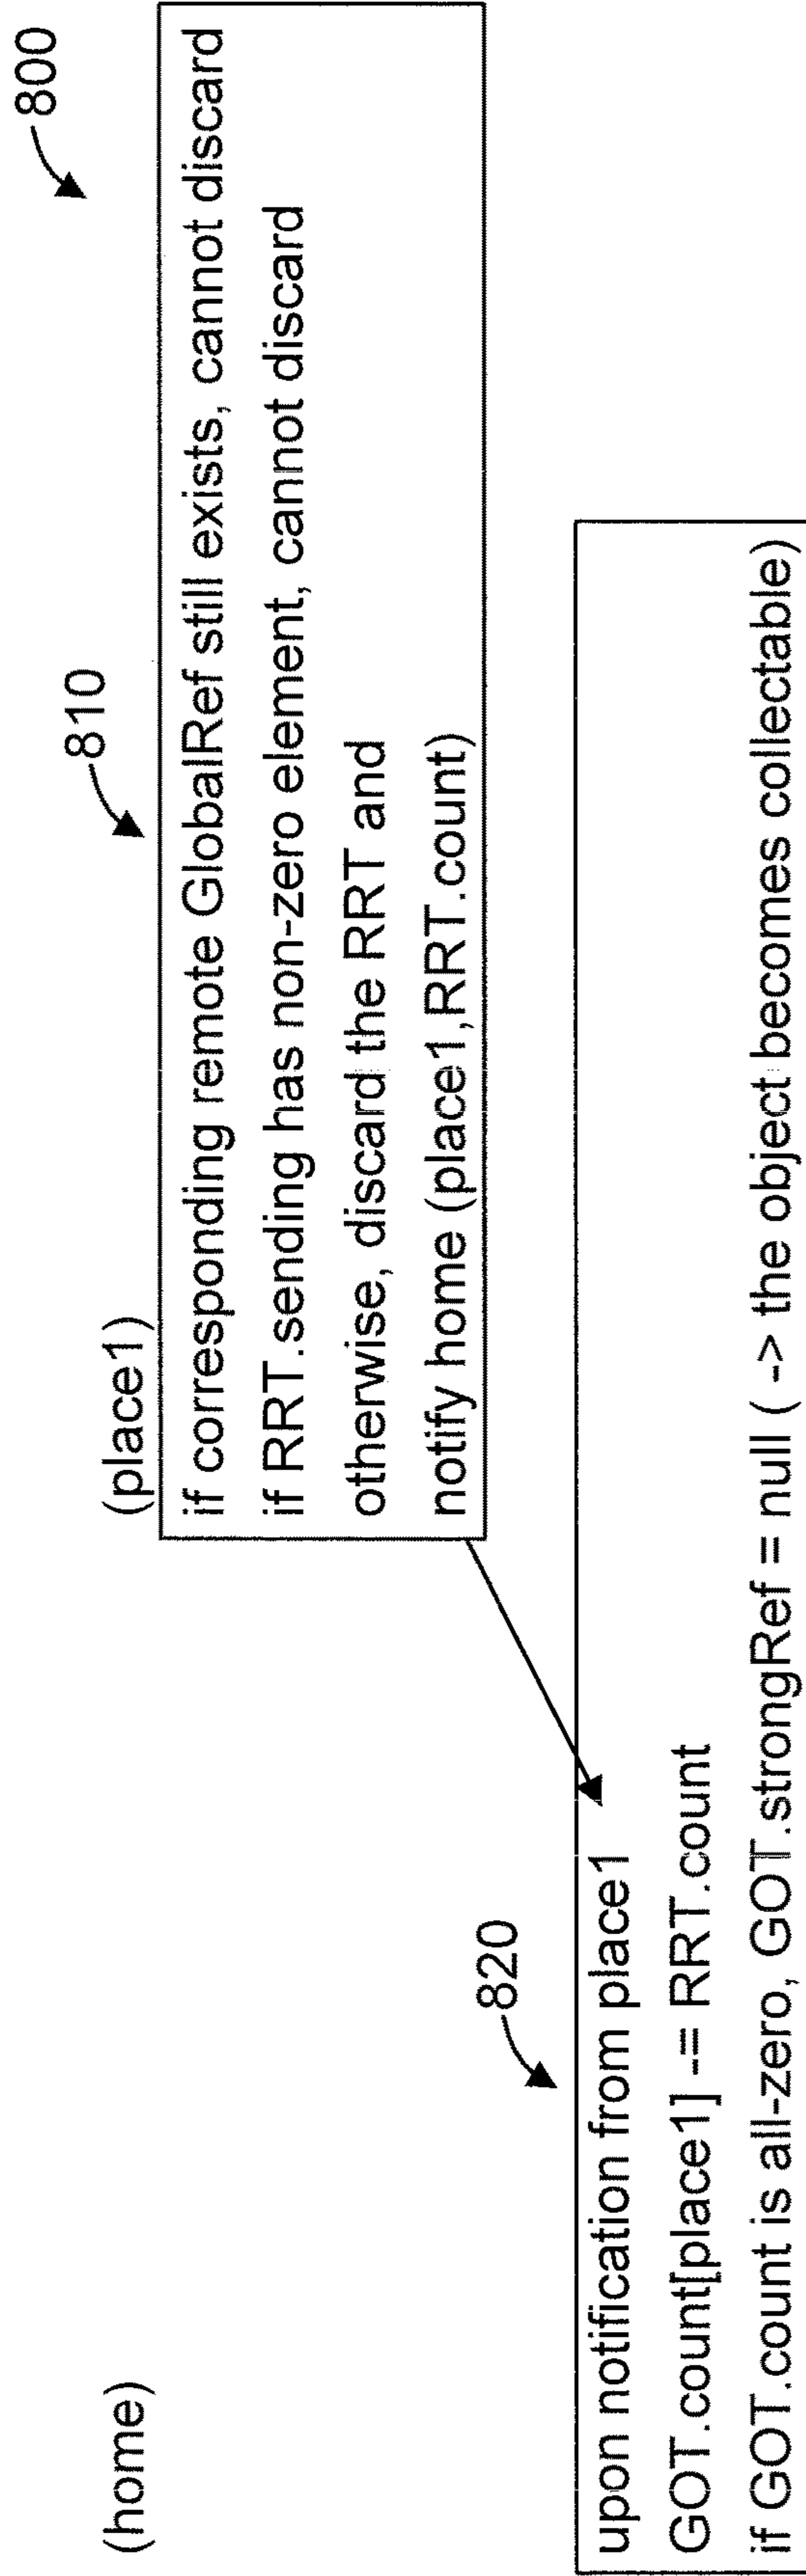 800
810
(home)
(place1)
if corresponding remote GlobalRef still exists, cannot discard
if RRT.sending has non-zero element, cannot discard
otherwise, discard the RRT and
notify home (place1,RRT.count)
820
upon notification from place1
GOT.count[place1] -= RRT.count
if GOT.count is all-zero, GOT.strongRef = null ( -> the object becomes collectable)